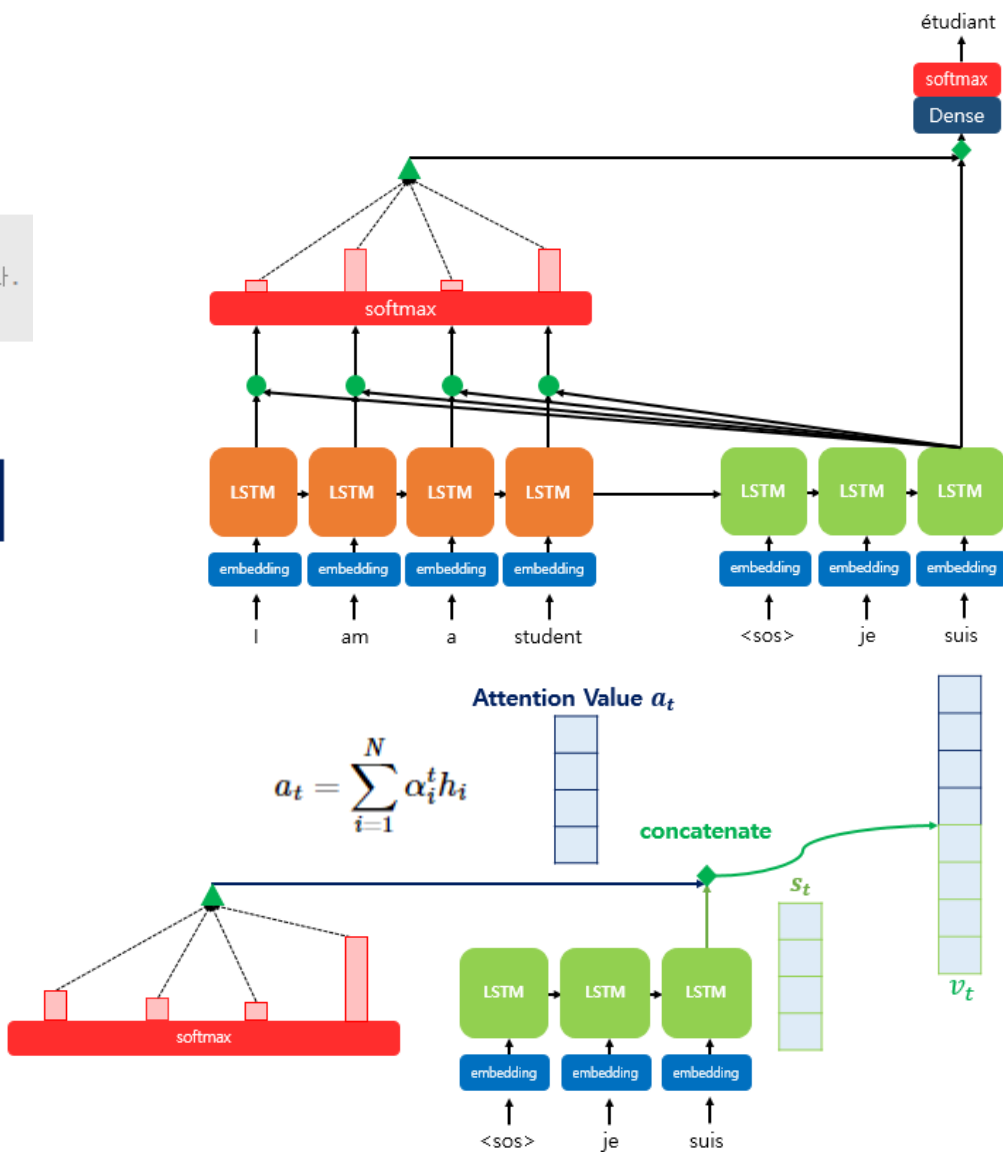 étudiant
softmax
Dense
다.
softmax
LSTM LSTM LSTM LSTM LSTM LSTM LSTM
embedding embedding embedding embedding embedding embedding embedding
I am a student <sos> je suis
Attention Value a_t
a_t = \sum_{i=1}^{N} α_i^t h_i
concatenate
s_t
LSTM LSTM LSTM
v_t
softmax
embedding embedding embedding
<sos> je suis